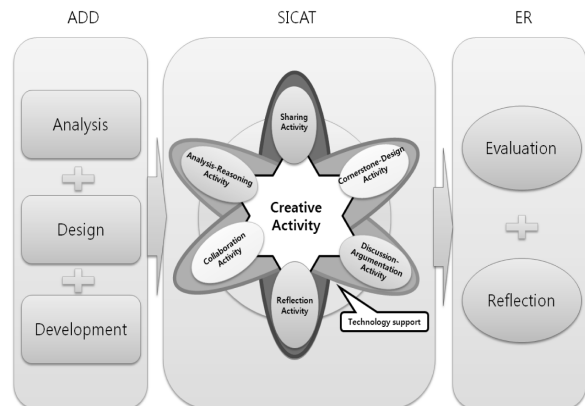 ADD
SICAT
ER
Analysis
Design
Development
Sharing
Activity
Analysis-Reasoning
Activity
Cornerstone-Design
Activity
Creative
Activity
Collaboration
Activity
Discussion-
Argumentation
Activity
Reflection
Activity
Technology support
Evaluation
Reflection